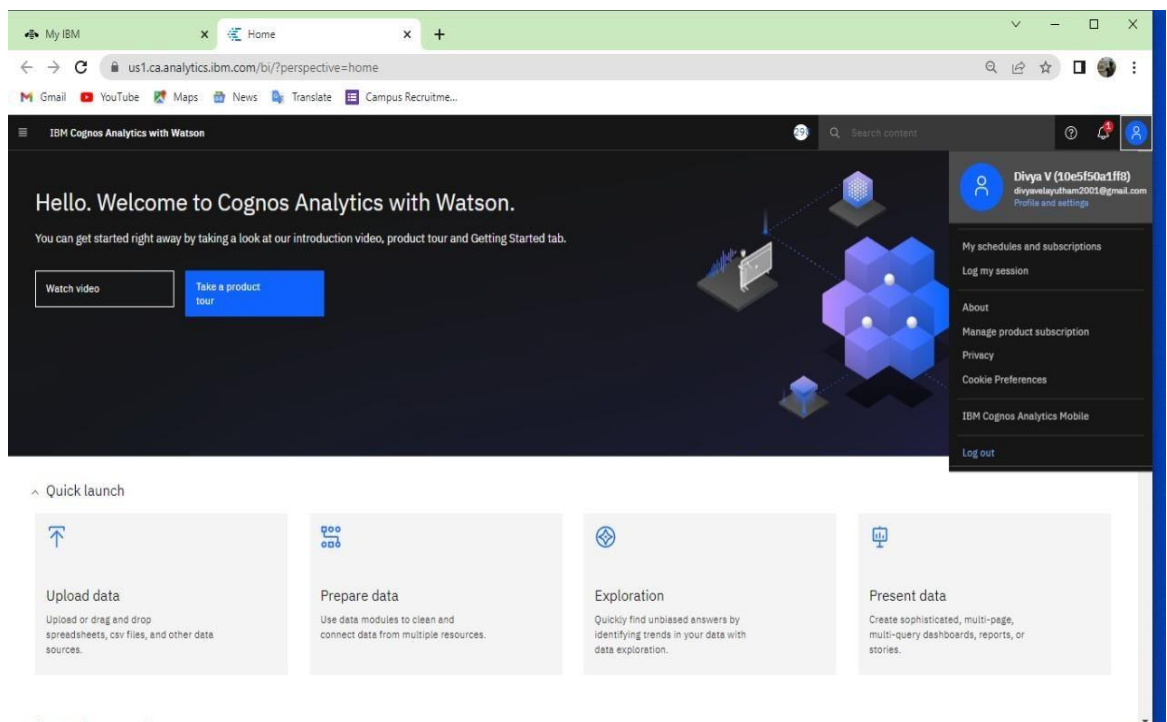 My IBM
Home
us1.ca.analytics.ibm.com/bi/?perspective=home
Gmail YouTube Maps News Translate Campus Recruitme...
IBM Cognos Analytics with Watson
Search content
1
Divya V (10e5f50a1ff8)
divyavelayutham2001@gmail.com
Profile and settings
Hello. Welcome to Cognos Analytics with Watson.
You can get started right away by taking a look at our introduction video, product tour and Getting Started tab.
Watch video
Take a product
tour
My schedules and subscriptions
Log my session
About
Manage product subscription
Privacy
Cookie Preferences
IBM Cognos Analytics Mobile
Log out
Quick launch
Upload data
Upload or drag and drop
spreadsheets, csv files, and other data
sources.
Prepare data
Use data modules to clean and
connect data from multiple resources.
Exploration
Quickly find unbiased answers by
identifying trends in your data with
data exploration.
Present data
Create sophisticated, multi-page,
multi-query dashboards, reports, or
stories.